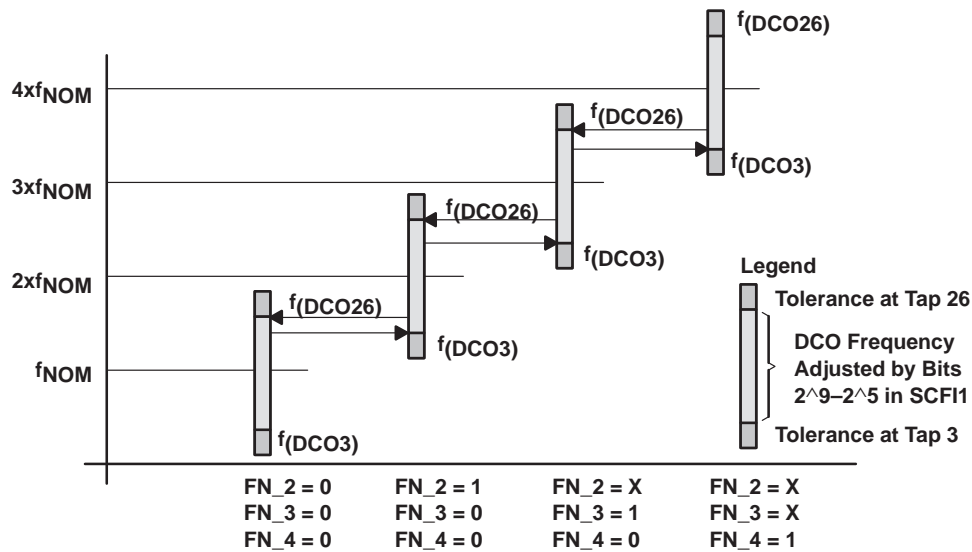 f(DCO26)
4xfNOM
f(DCO26)
f(DCO3)
3xfNOM
f(DCO26)
f(DCO3)
2xfNOM
f(DCO26)
f(DCO3)
fNOM
f(DCO3)
Legend
Tolerance at Tap 26
DCO Frequency
Adjusted by Bits
2^9–2^5 in SCFI1
Tolerance at Tap 3
FN_2 = 0 FN_2 = 1 FN_2 = X FN_2 = X
FN_3 = 0 FN_3 = 0 FN_3 = 1 FN_3 = X
FN_4 = 0 FN_4 = 0 FN_4 = 0 FN_4 = 1